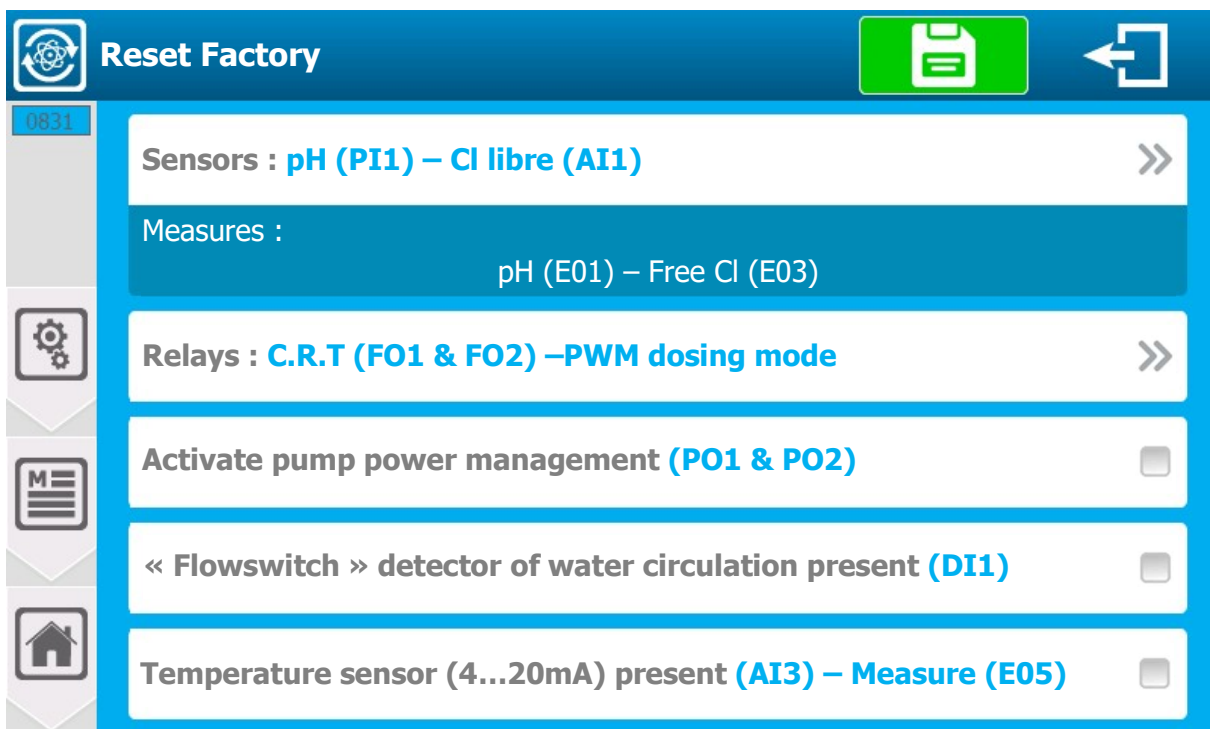 Reset Factory
0831
Sensors : pH (PI1) – Cl libre (AI1)
Measures :
pH (E01) – Free Cl (E03)
Relays : C.R.T (FO1 & FO2) –PWM dosing mode
M
Activate pump power management (PO1 & PO2)
« Flowswitch » detector of water circulation present (DI1)
Temperature sensor (4...20mA) present (AI3) – Measure (E05)